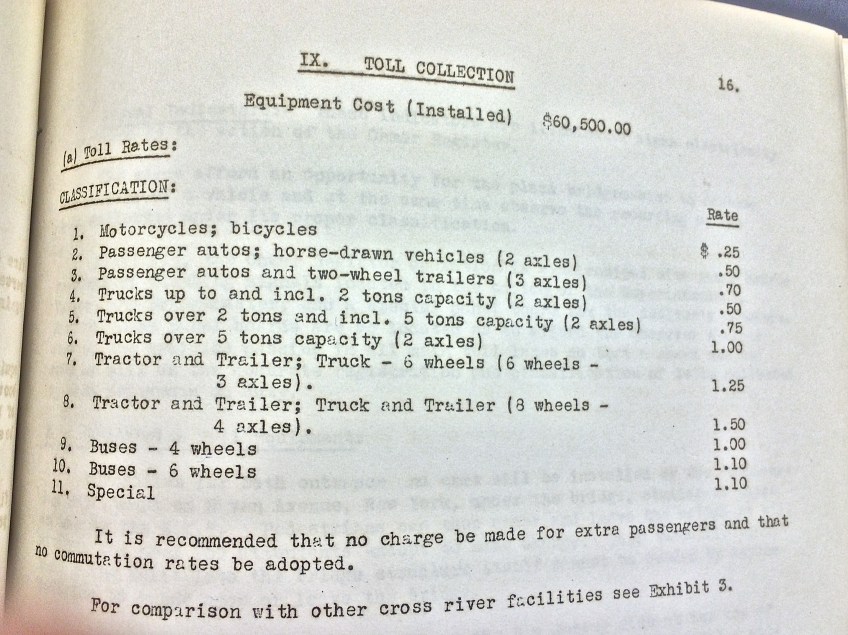 IX. TOLL COLLECTION
16.
Equipment Cost (Installed) $60,500.00
(a) Toll Rates:
CLASSIFICATION:
Rate
1. Motorcycles; bicycles $ .25
2. Passenger autos; horse-drawn vehicles (2 axles) .50
3. Passenger autos and two-wheel trailers (3 axles) .70
4. Trucks up to and incl. 2 tons capacity (2 axles) .50
5. Trucks over 2 tons and incl. 5 tons capacity (2 axles) .75
6. Trucks over 5 tons capacity (2 axles) 1.00
7. Tractor and Trailer; Truck - 6 wheels (6 wheels -
3 axles). 1.25
8. Tractor and Trailer; Truck and Trailer (8 wheels -
4 axles). 1.50
9. Buses - 4 wheels 1.00
10. Buses - 6 wheels 1.10
11. Special 1.10
It is recommended that no charge be made for extra passengers and that
no commutation rates be adopted.
For comparison with other cross river facilities see Exhibit 3.